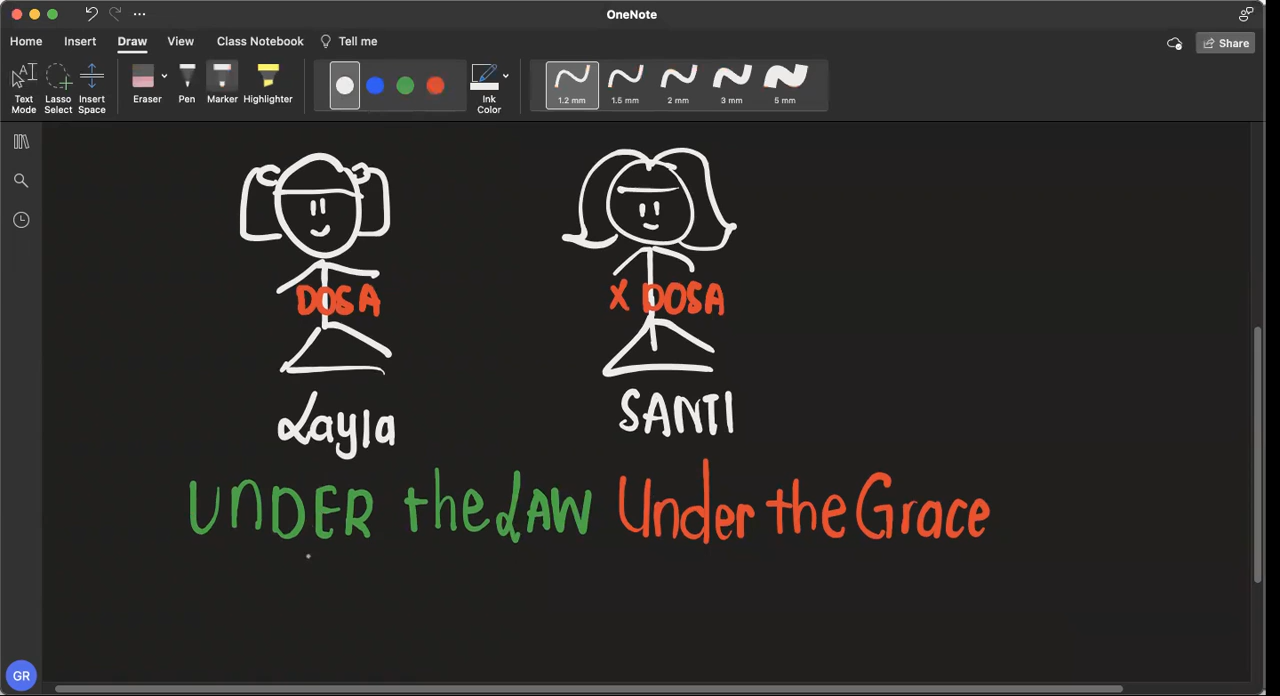 OneNote
Home Insert Draw View Class Notebook Tell me
Share
Text Mode
Lasso Select
Insert Space
Eraser
Pen
Marker
Highlighter
Ink Color
1.2 mm
1.5 mm
2 mm
3 mm
5 mm
DOSA
X DOSA
Layla
SANTI
UNDER the LAW Under the Grace
GR